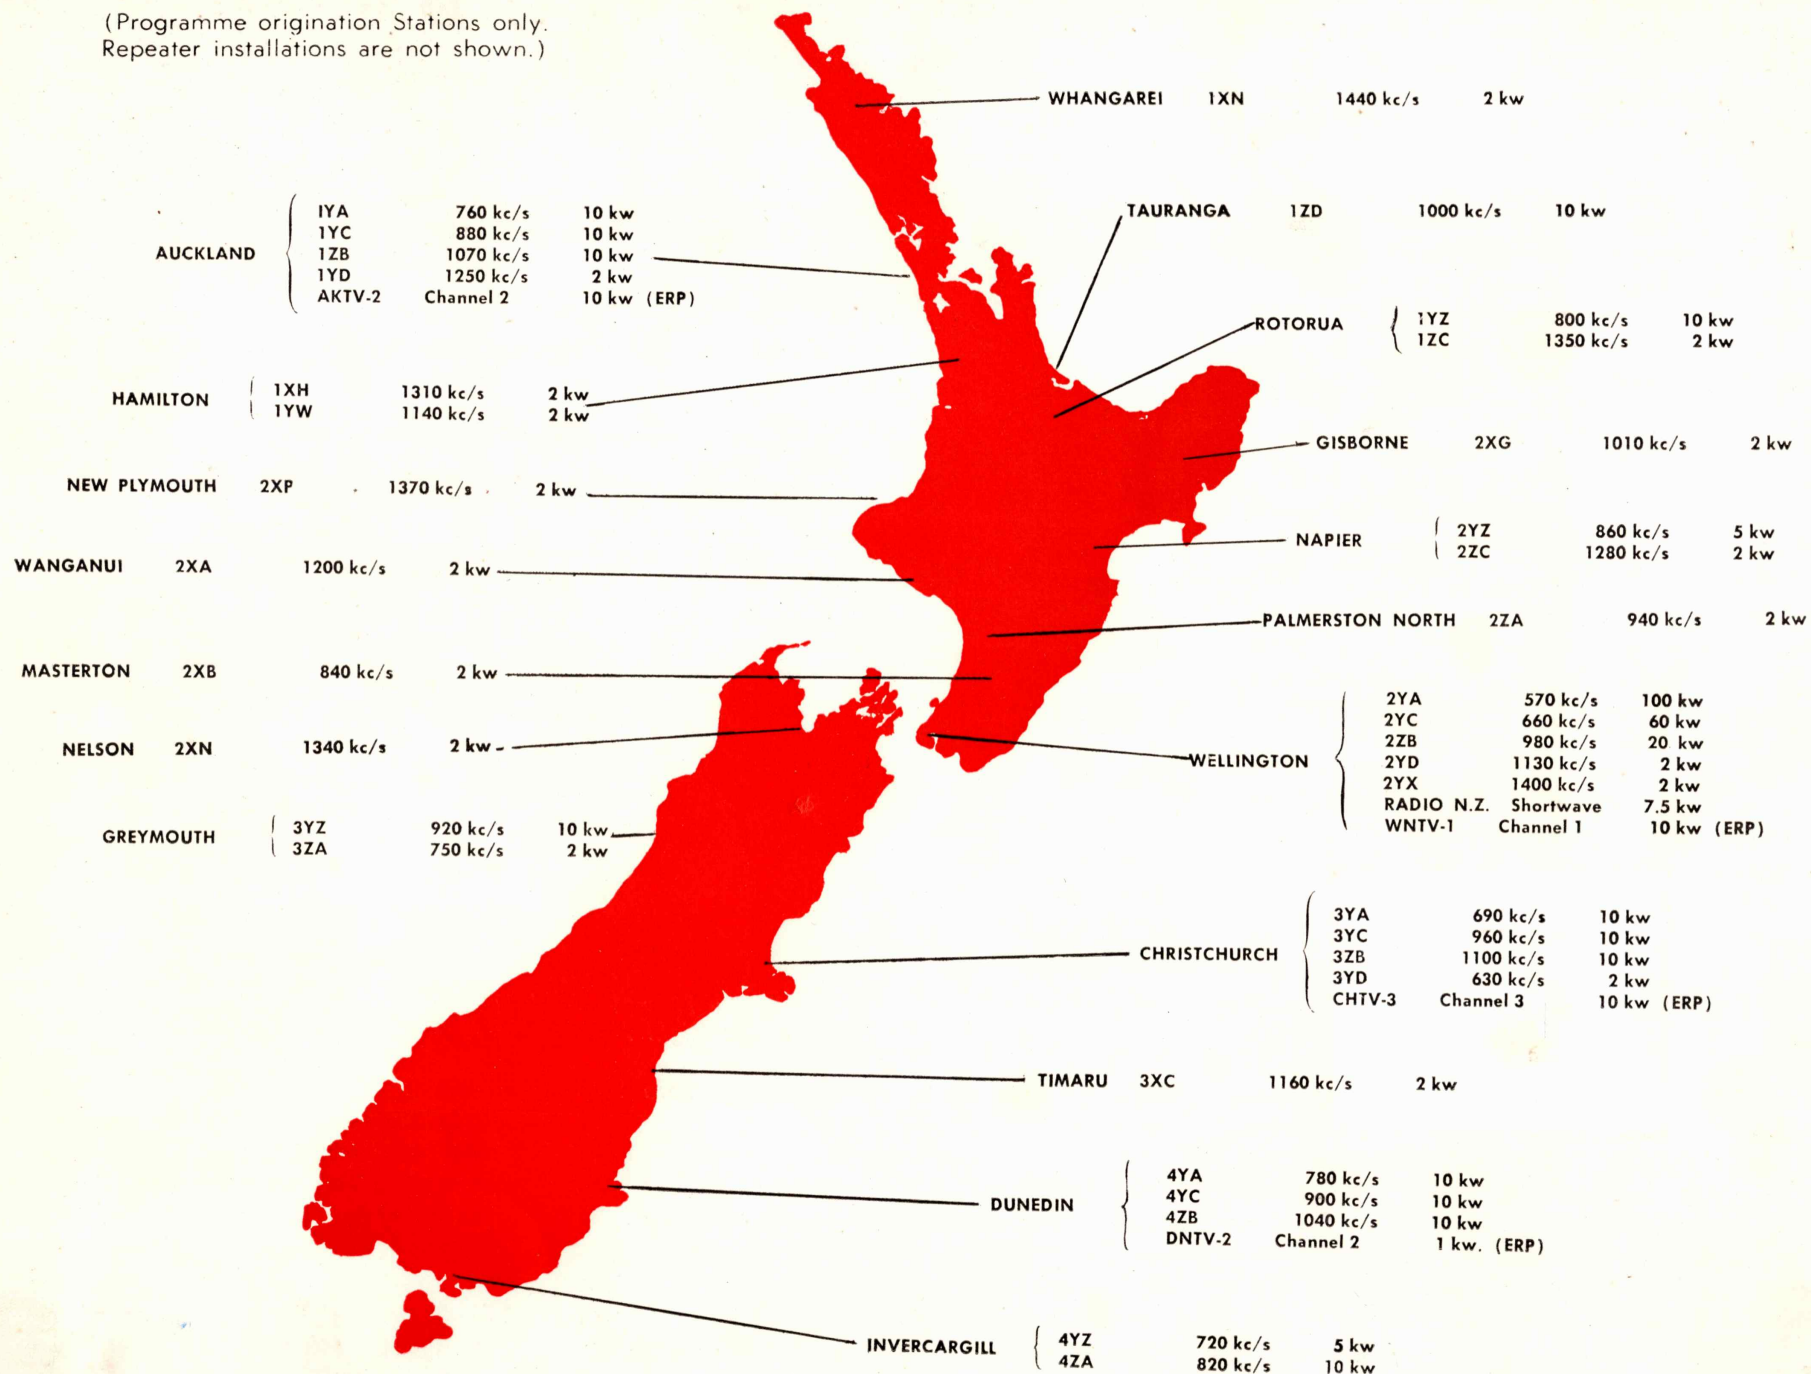 (Programme origination Stations only.
Repeater installations are not shown.)
WHANGAREI 1XN 1440 kc/s 2 kw
AUCKLAND
1YA 760 kc/s 10 kw
1YC 880 kc/s 10 kw
1ZB 1070 kc/s 10 kw
1YD 1250 kc/s 2 kw
AKTV-2 Channel 2 10 kw (ERP)
TAURANGA 1ZD 1000 kc/s 10 kw
ROTORUA
1YZ 800 kc/s 10 kw
1ZC 1350 kc/s 2 kw
HAMILTON
1XH 1310 kc/s 2 kw
1YW 1140 kc/s 2 kw
GISBORNE 2XG 1010 kc/s 2 kw
NEW PLYMOUTH 2XP 1370 kc/s 2 kw
NAPIER
2YZ 860 kc/s 5 kw
2ZC 1280 kc/s 2 kw
WANGANUI 2XA 1200 kc/s 2 kw
PALMERSTON NORTH 2ZA 940 kc/s 2 kw
MASTERTON 2XB 840 kc/s 2 kw
WELLINGTON
2YA 570 kc/s 100 kw
2YC 660 kc/s 60 kw
2ZB 980 kc/s 20 kw
2YD 1130 kc/s 2 kw
2YX 1400 kc/s 2 kw
RADIO N.Z. Shortwave 7.5 kw
WNTV-1 Channel 1 10 kw (ERP)
NELSON 2XN 1340 kc/s 2 kw
GREYMOUTH
3YZ 920 kc/s 10 kw
3ZA 750 kc/s 2 kw
CHRISTCHURCH
3YA 690 kc/s 10 kw
3YC 960 kc/s 10 kw
3ZB 1100 kc/s 10 kw
3YD 630 kc/s 2 kw
CHTV-3 Channel 3 10 kw (ERP)
TIMARU 3XC 1160 kc/s 2 kw
DUNEDIN
4YA 780 kc/s 10 kw
4YC 900 kc/s 10 kw
4ZB 1040 kc/s 10 kw
DNTV-2 Channel 2 1 kw. (ERP)
INVERCARGILL
4YZ 720 kc/s 5 kw
4ZA 820 kc/s 10 kw